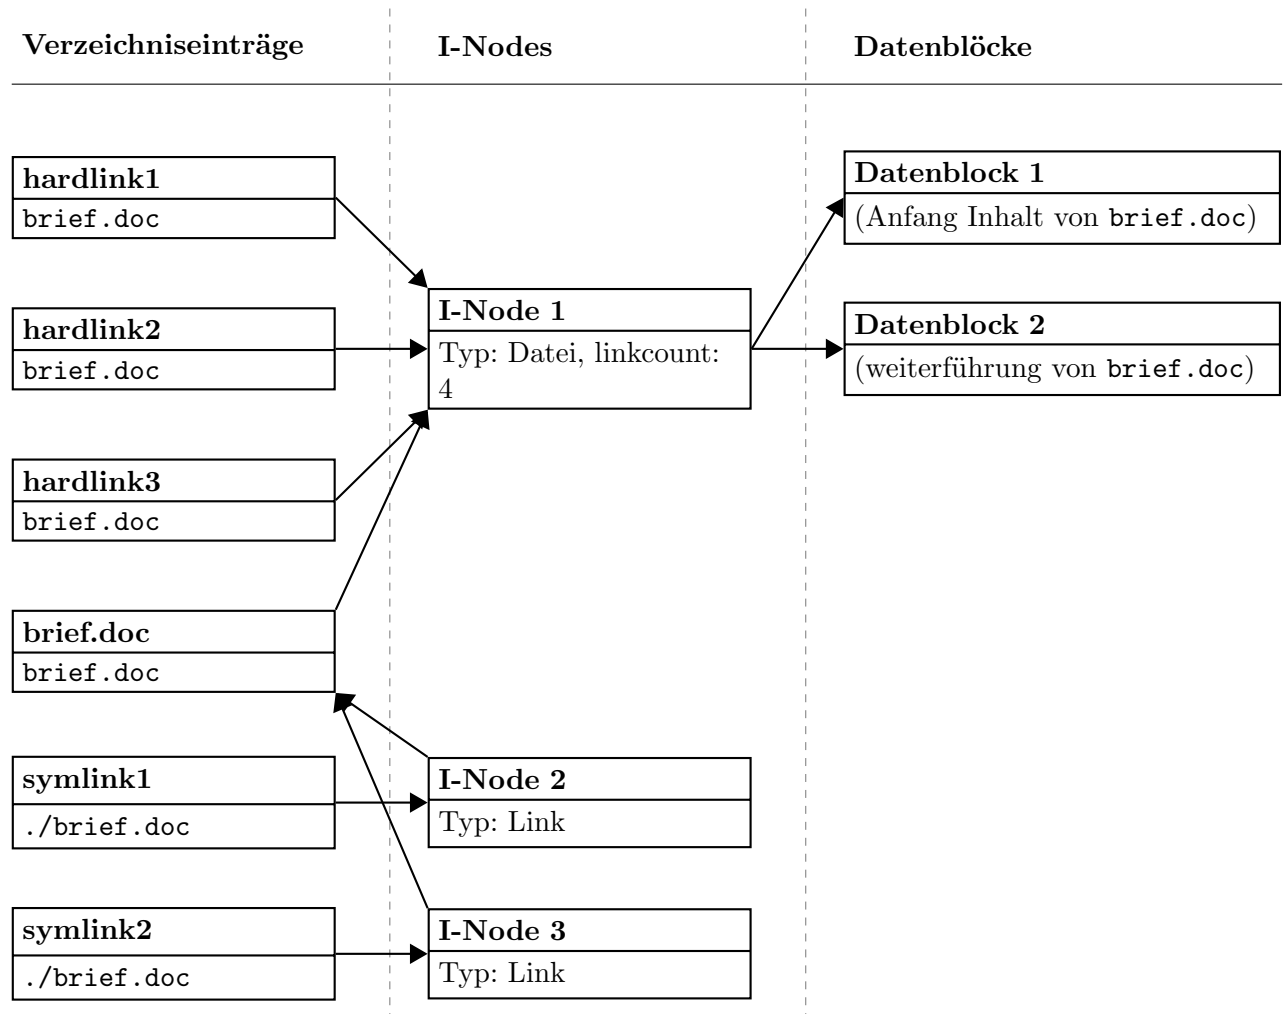 Verzeichniseinträge
I-Nodes
Datenblöcke
hardlink1
brief.doc
hardlink2
brief.doc
hardlink3
brief.doc
brief.doc
brief.doc
symlink1
./brief.doc
symlink2
./brief.doc
I-Node 1
Typ: Datei, linkcount:
4
I-Node 2
Typ: Link
I-Node 3
Typ: Link
Datenblock 1
(Anfang Inhalt von brief.doc)
Datenblock 2
(weiterführung von brief.doc)